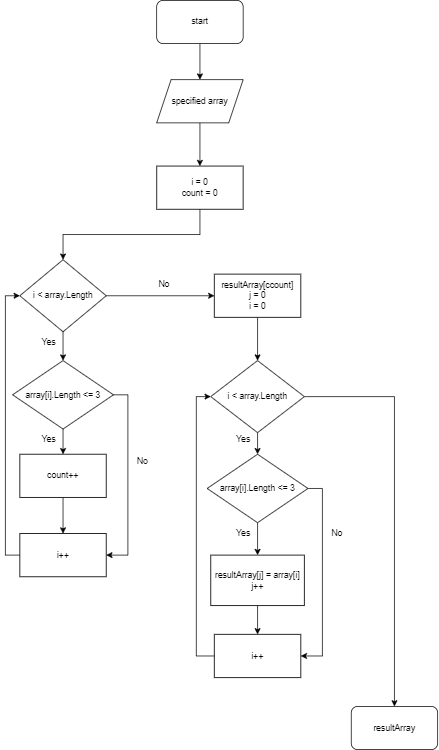 start
specified array
i = 0
count = 0
i < array.Length
No
resultArray[ccount]
j = 0
i = 0
Yes
array[i].Length <= 3
Yes
No
count++
i++
i < array.Length
Yes
array[i].Length <= 3
Yes
No
resultArray[j] = array[i]
j++
i++
resultArray